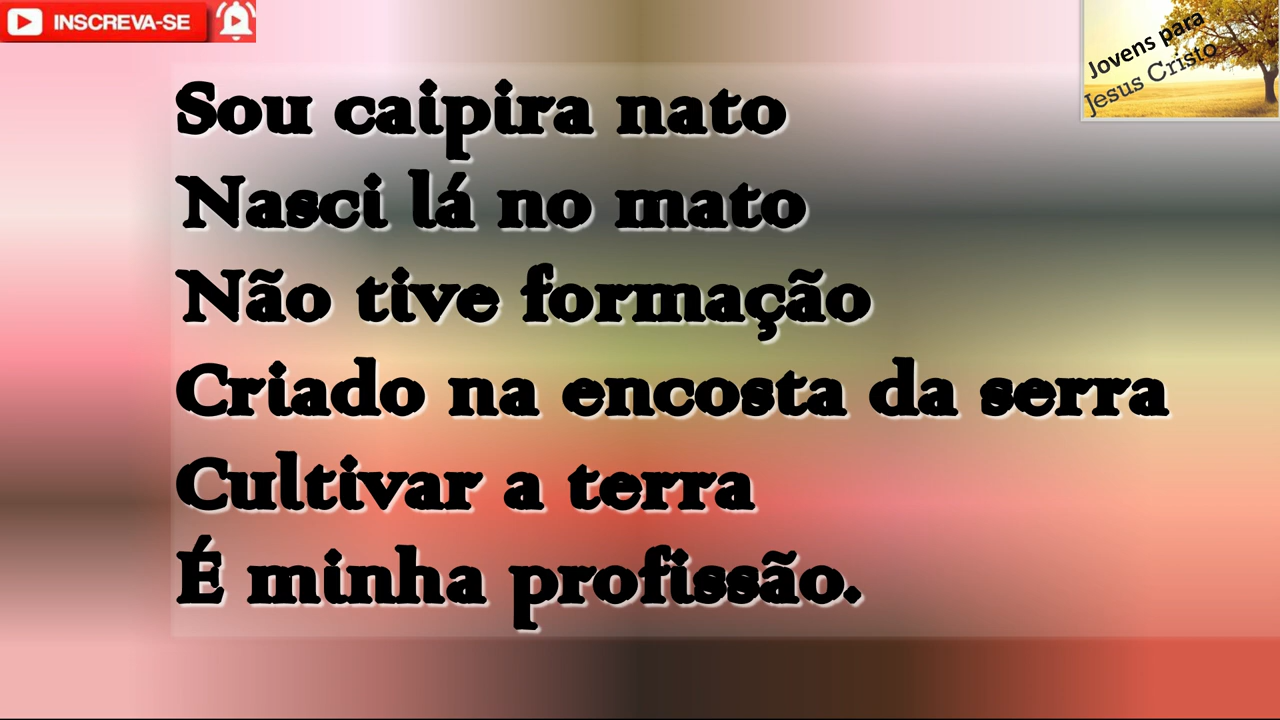 INSCREVA-SE
Jovens para
Jesus Cristo
Sou caipira nato
Nasci lá no mato
Não tive formação
Criado na encosta da serra
Cultivar a terra
É minha profissão.